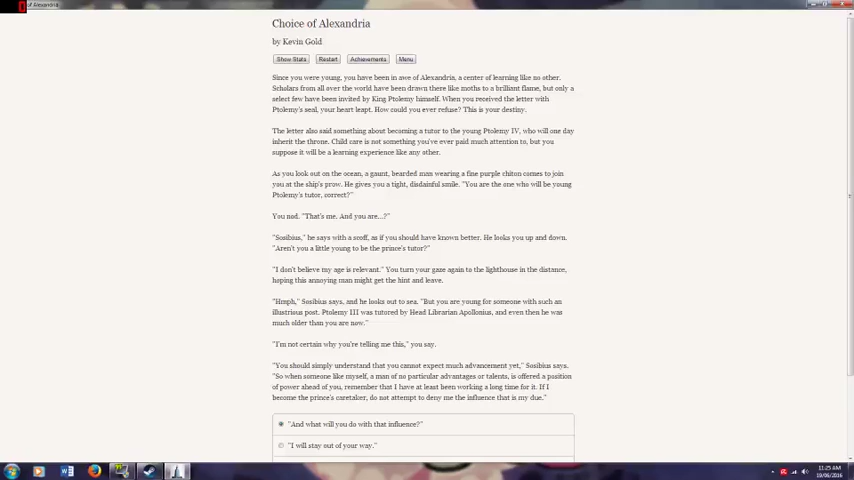 of Alexandria
Choice of Alexandria
by Kevin Gold
Show Stats Restart Achievements Menu
Since you were young, you have been in awe of Alexandria, a center of learning like no other.
Scholars from all over the world have been drawn there like moths to a brilliant flame, but only a
select few have been invited by King Ptolemy himself. When you received the letter with
Ptolemy's seal, your heart leapt. How could you ever refuse? This is your destiny.
The letter also said something about becoming a tutor to the young Ptolemy IV, who will one day
inherit the throne. Child care is not something you've ever paid much attention to, but you
suppose it will be a learning experience like any other.
As you look out on the ocean, a gaunt, bearded man wearing a fine purple chiton comes to join
you at the ship's prow. He gives you a tight, disdainful smile. "You are the one who will be young
Ptolemy's tutor, correct?"
You nod. "That's me. And you are...?"
"Sosibius," he says with a scoff, as if you should have known better. He looks you up and down.
"Aren't you a little young to be the prince's tutor?"
"I don't believe my age is relevant." You turn your gaze again to the lighthouse in the distance,
hoping this annoying man might get the hint and leave.
"Hmph," Sosibius says, and he looks out to sea. "But you are young for someone with such an
illustrious post. Ptolemy III was tutored by Head Librarian Apollonius, and even then he was
much older than you are now."
"I'm not certain why you're telling me this," you say.
"You should simply understand that you cannot expect much advancement yet," Sosibius says.
"So when someone like myself, a man of no particular advantages or talents, is offered a position
of power ahead of you, remember that I have at least been working a long time for it. If I
become the prince's caretaker, do not attempt to deny me the influence that is my due."
"And what will you do with that influence?"
"I will stay out of your way."
11:25 AM
19/06/2016